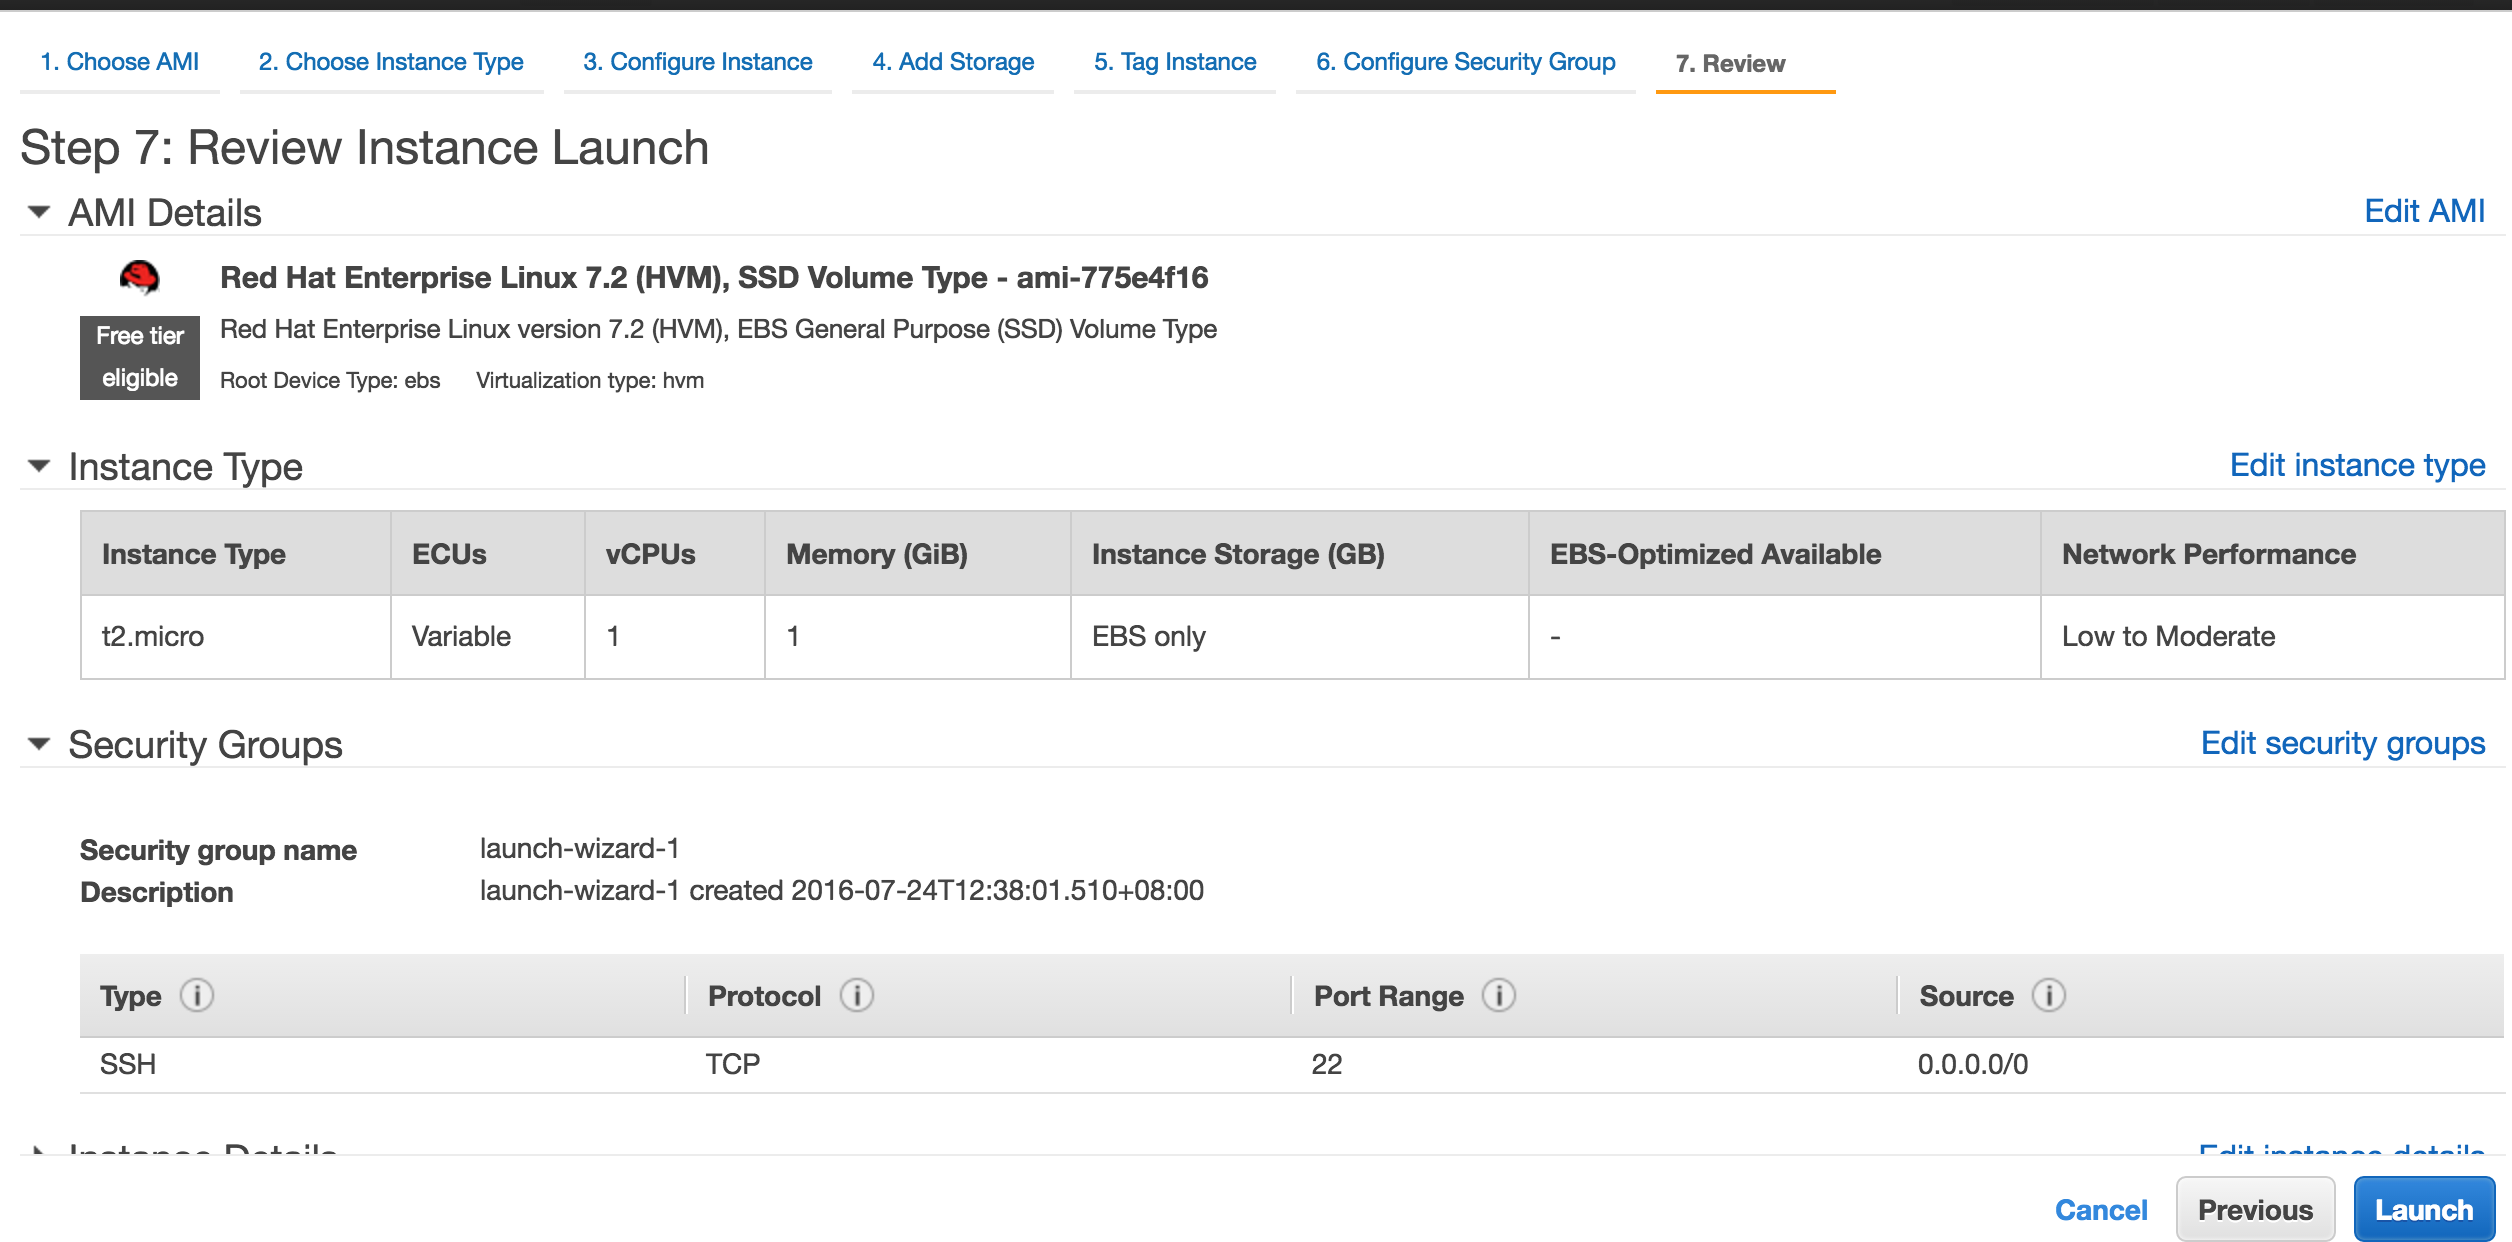 1. Choose AMI 2. Choose Instance Type 3. Configure Instance 4. Add Storage 5. Tag Instance 6. Configure Security Group 7. Review
Step 7: Review Instance Launch
AMI Details Edit AMI
Red Hat Enterprise Linux 7.2 (HVM), SSD Volume Type - ami-775e4f16
Free tier eligible
Red Hat Enterprise Linux version 7.2 (HVM), EBS General Purpose (SSD) Volume Type
Root Device Type: ebs Virtualization type: hvm
Instance Type Edit instance type
Instance Type ECUs vCPUs Memory (GiB) Instance Storage (GB) EBS-Optimized Available Network Performance
t2.micro Variable 1 1 EBS only - Low to Moderate
Security Groups Edit security groups
Security group name launch-wizard-1
Description launch-wizard-1 created 2016-07-24T12:38:01.510+08:00
Type Protocol Port Range Source
SSH TCP 22 0.0.0.0/0
Instance Details Edit instance details
Cancel Previous Launch